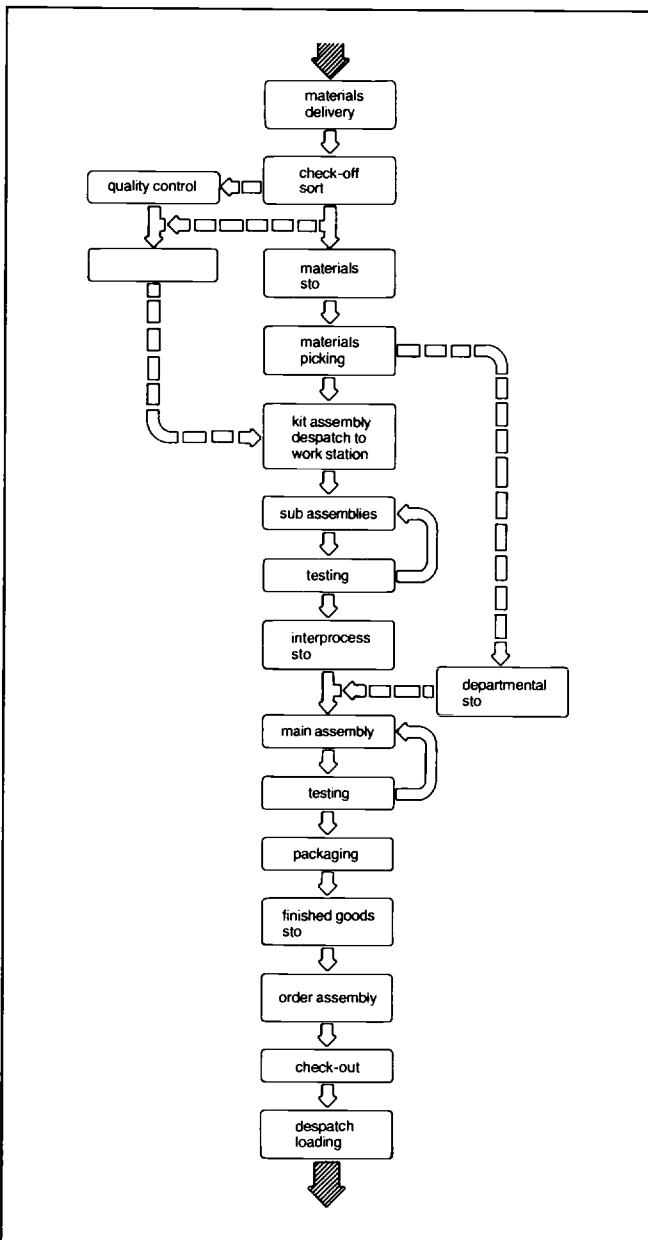 materials
delivery
check-off
sort
quality control
materials
sto
materials
picking
kit assembly
despatch to
work station
sub assemblies
testing
interprocess
sto
departmental
sto
main assembly
testing
packaging
finished goods
sto
order assembly
check-out
despatch
loading